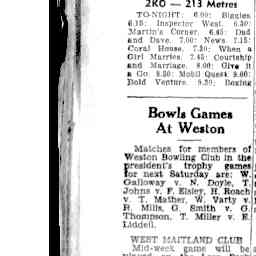 2KO — 213 Metres
TO-NIGHT: 6.00: Biggles
6.15: Inspector West. 6.30:
Martin's Corner. 6.45: Dad
and Dave. 7.00: News. 7.15:
Coral House. 7.30: When a
Girl Marries. 7.45: Courtship
and Marriage. 8.00: Give it
a Go. 8.30: Mobil Quest. 9.00:
Bold Venture. 9.30: Boxing
Bowls Games
At Weston
Matches for members of
Weston Bowling Club in the
president's trophy games
for next Saturday are: W.
Galloway v. N. Doyle, T.
Johns v. F. Elsley, H. Roach
v. T. Mather, W. Varty v.
R. Mills, G. Smith v. G.
Thompson, T. Miller v. E.
Liddell.
WEST MAITLAND CLUB
Mid-week game will be